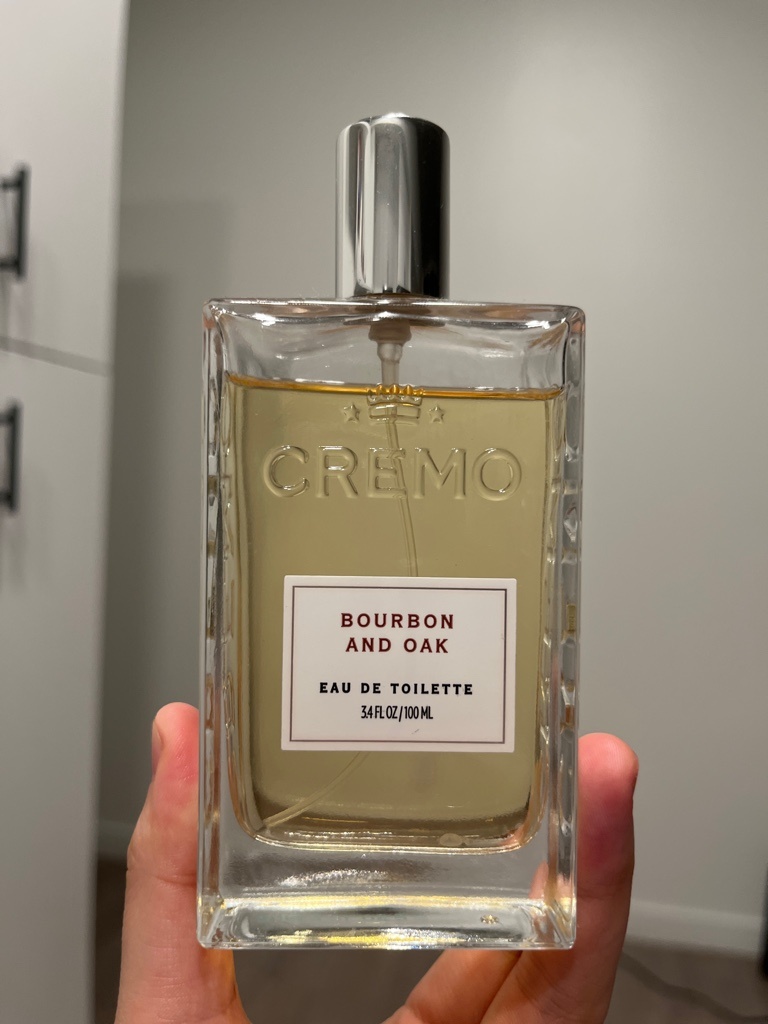 CREMO
BOURBON
AND OAK
EAU DE TOILETTE
3.4 FL OZ / 100 ML